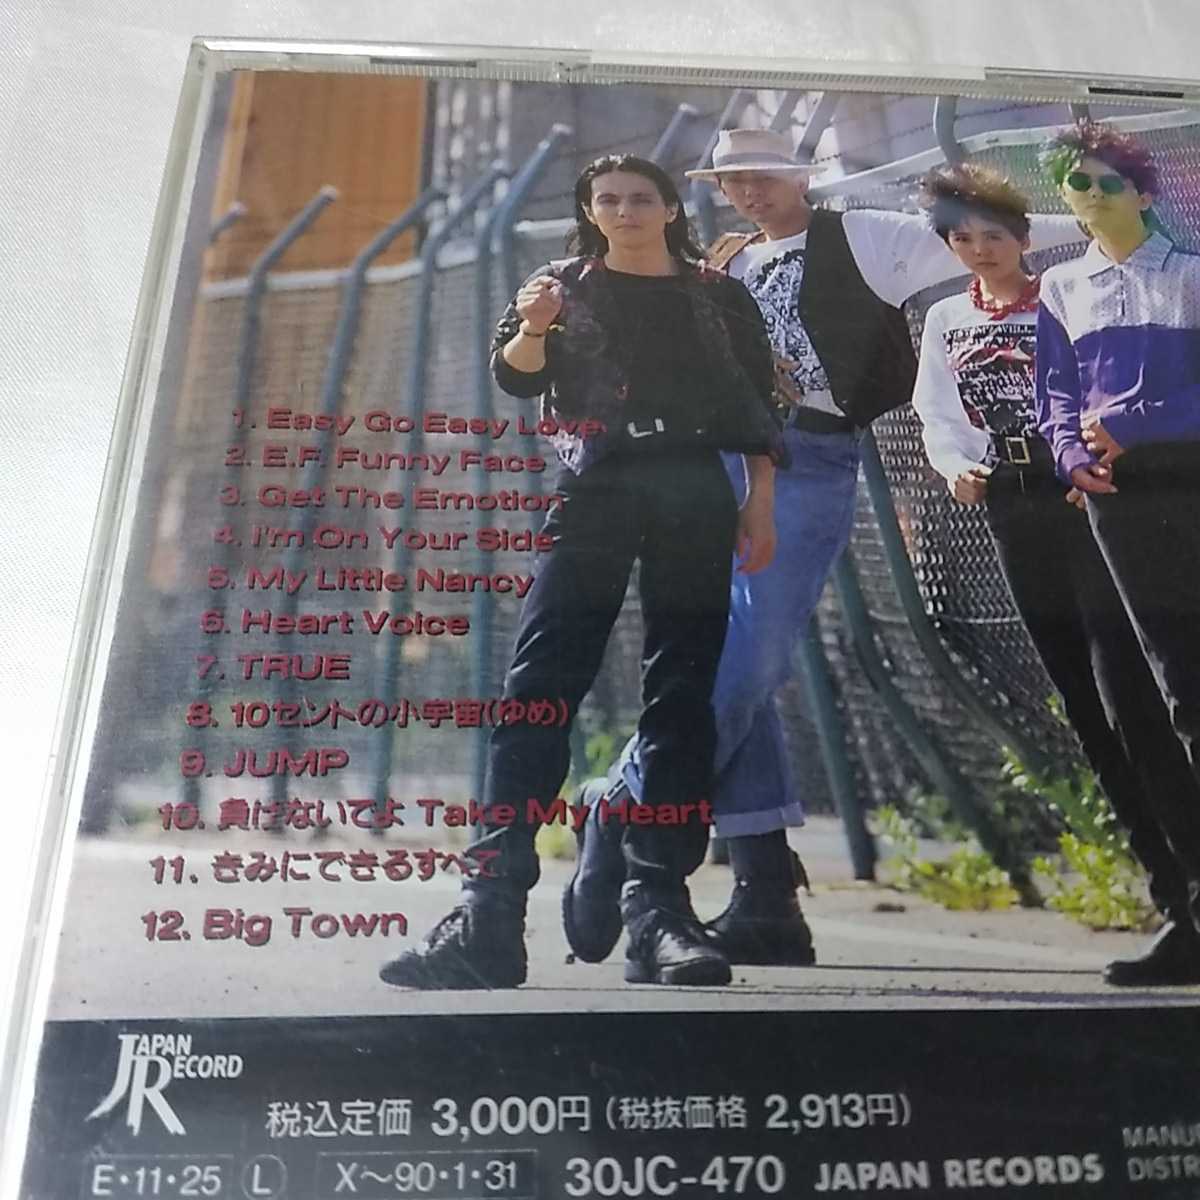 1. Easy Go Easy Love
2. E.F. Funny Face
3. Get The Emotion
4. I'm On Your Side
5. My Little Nancy
6. Heart Voice
7. TRUE
8. 10セントの小宇宙(ゆめ)
9. JUMP
10. 負けないでよ Take My Heart
11. きみにできるすべて
12. Big Town
JAPAN RECORD
税込定価 3,000円 (税抜価格 2,913円)
E・11・25 L X〜90・1・31 30JC-470 JAPAN RECORDS